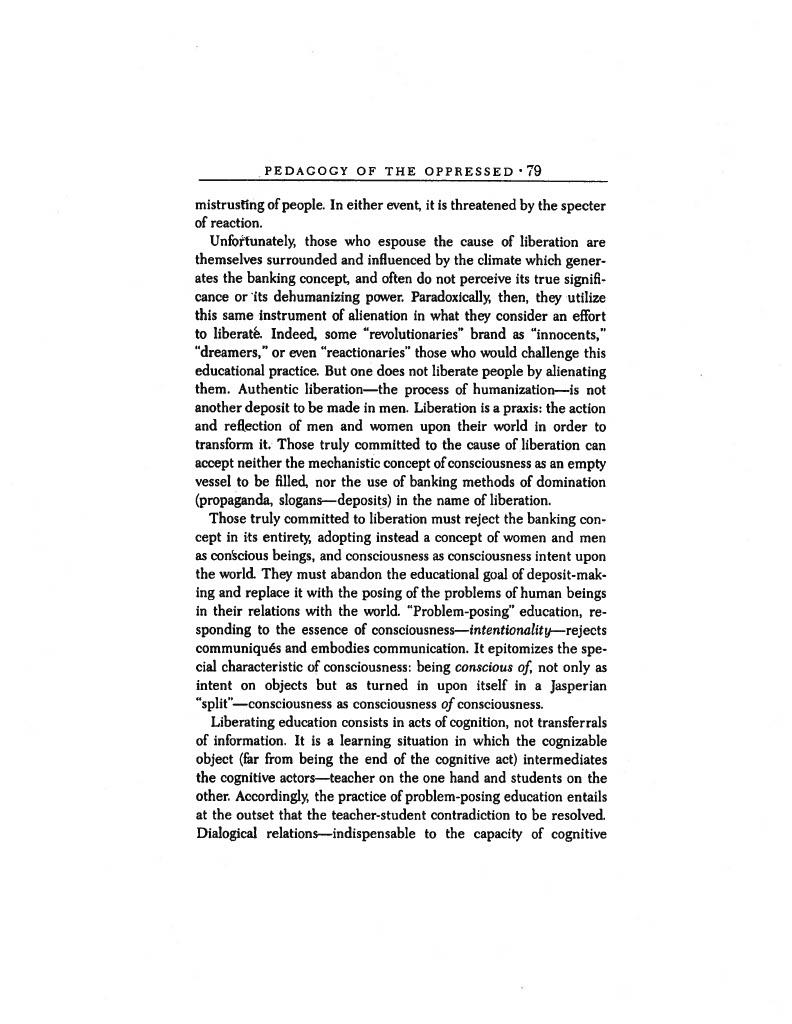 PEDAGOGY OF THE OPPRESSED · 79
mistrusting of people. In either event, it is threatened by the specter
of reaction.
Unfortunately, those who espouse the cause of liberation are
themselves surrounded and influenced by the climate which gener-
ates the banking concept, and often do not perceive its true signifi-
cance or its dehumanizing power. Paradoxically, then, they utilize
this same instrument of alienation in what they consider an effort
to liberate. Indeed, some “revolutionaries” brand as “innocents,”
“dreamers,” or even “reactionaries” those who would challenge this
educational practice. But one does not liberate people by alienating
them. Authentic liberation—the process of humanization—is not
another deposit to be made in men. Liberation is a praxis: the action
and reflection of men and women upon their world in order to
transform it. Those truly committed to the cause of liberation can
accept neither the mechanistic concept of consciousness as an empty
vessel to be filled, nor the use of banking methods of domination
(propaganda, slogans—deposits) in the name of liberation.
Those truly committed to liberation must reject the banking con-
cept in its entirety, adopting instead a concept of women and men
as conscious beings, and consciousness as consciousness intent upon
the world. They must abandon the educational goal of deposit-mak-
ing and replace it with the posing of the problems of human beings
in their relations with the world. “Problem-posing” education, re-
sponding to the essence of consciousness—intentionality—rejects
communiqués and embodies communication. It epitomizes the spe-
cial characteristic of consciousness: being conscious of, not only as
intent on objects but as turned in upon itself in a Jasperian
“split”—consciousness as consciousness of consciousness.
Liberating education consists in acts of cognition, not transferrals
of information. It is a learning situation in which the cognizable
object (far from being the end of the cognitive act) intermediates
the cognitive actors—teacher on the one hand and students on the
other. Accordingly, the practice of problem-posing education entails
at the outset that the teacher-student contradiction to be resolved.
Dialogical relations—indispensable to the capacity of cognitive